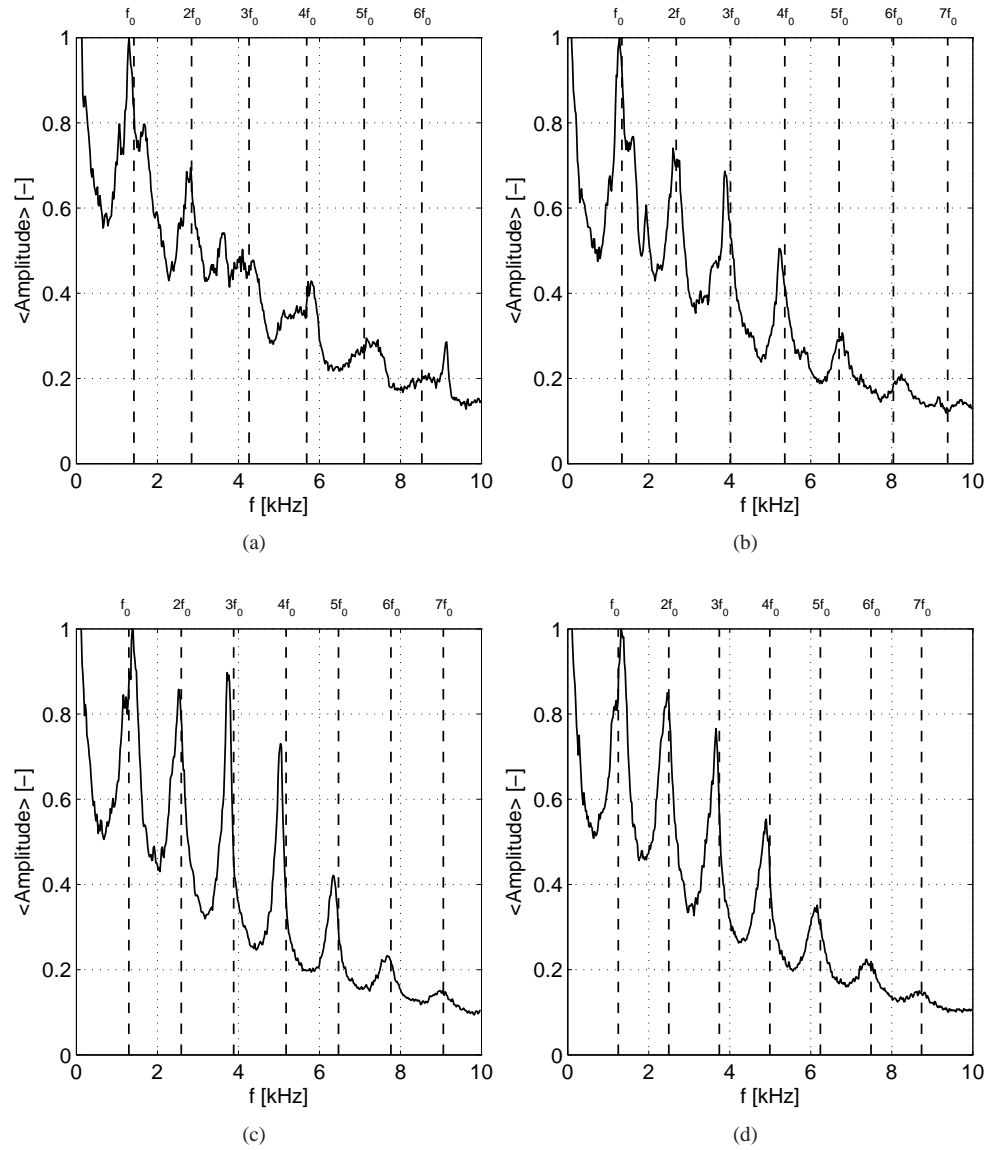 f₀ 2f₀ 3f₀ 4f₀ 5f₀ 6f₀
1
0.8
0.6
0.4
0.2
0
<Amplitude> [−]
0 2 4 6 8 10
f [kHz]
(a)
f₀ 2f₀ 3f₀ 4f₀ 5f₀ 6f₀ 7f₀
1
0.8
0.6
0.4
0.2
0
<Amplitude> [−]
0 2 4 6 8 10
f [kHz]
(b)
f₀ 2f₀ 3f₀ 4f₀ 5f₀ 6f₀ 7f₀
1
0.8
0.6
0.4
0.2
0
<Amplitude> [−]
0 2 4 6 8 10
f [kHz]
(c)
f₀ 2f₀ 3f₀ 4f₀ 5f₀ 6f₀ 7f₀
1
0.8
0.6
0.4
0.2
0
<Amplitude> [−]
0 2 4 6 8 10
f [kHz]
(d)